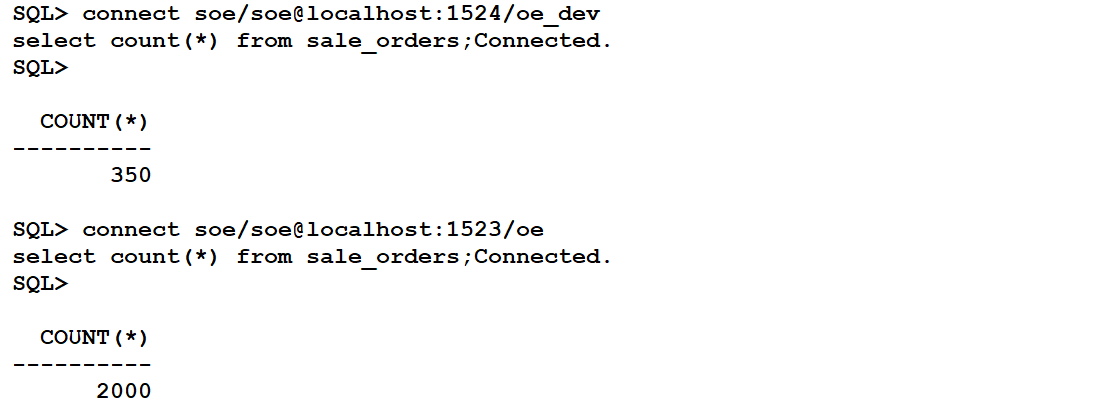 SQL> connect soe/soe@localhost:1524/oe_dev
select count(*) from sale_orders;Connected.
SQL>
COUNT(*)
----------
350
SQL> connect soe/soe@localhost:1523/oe
select count(*) from sale_orders;Connected.
SQL>
COUNT(*)
----------
2000